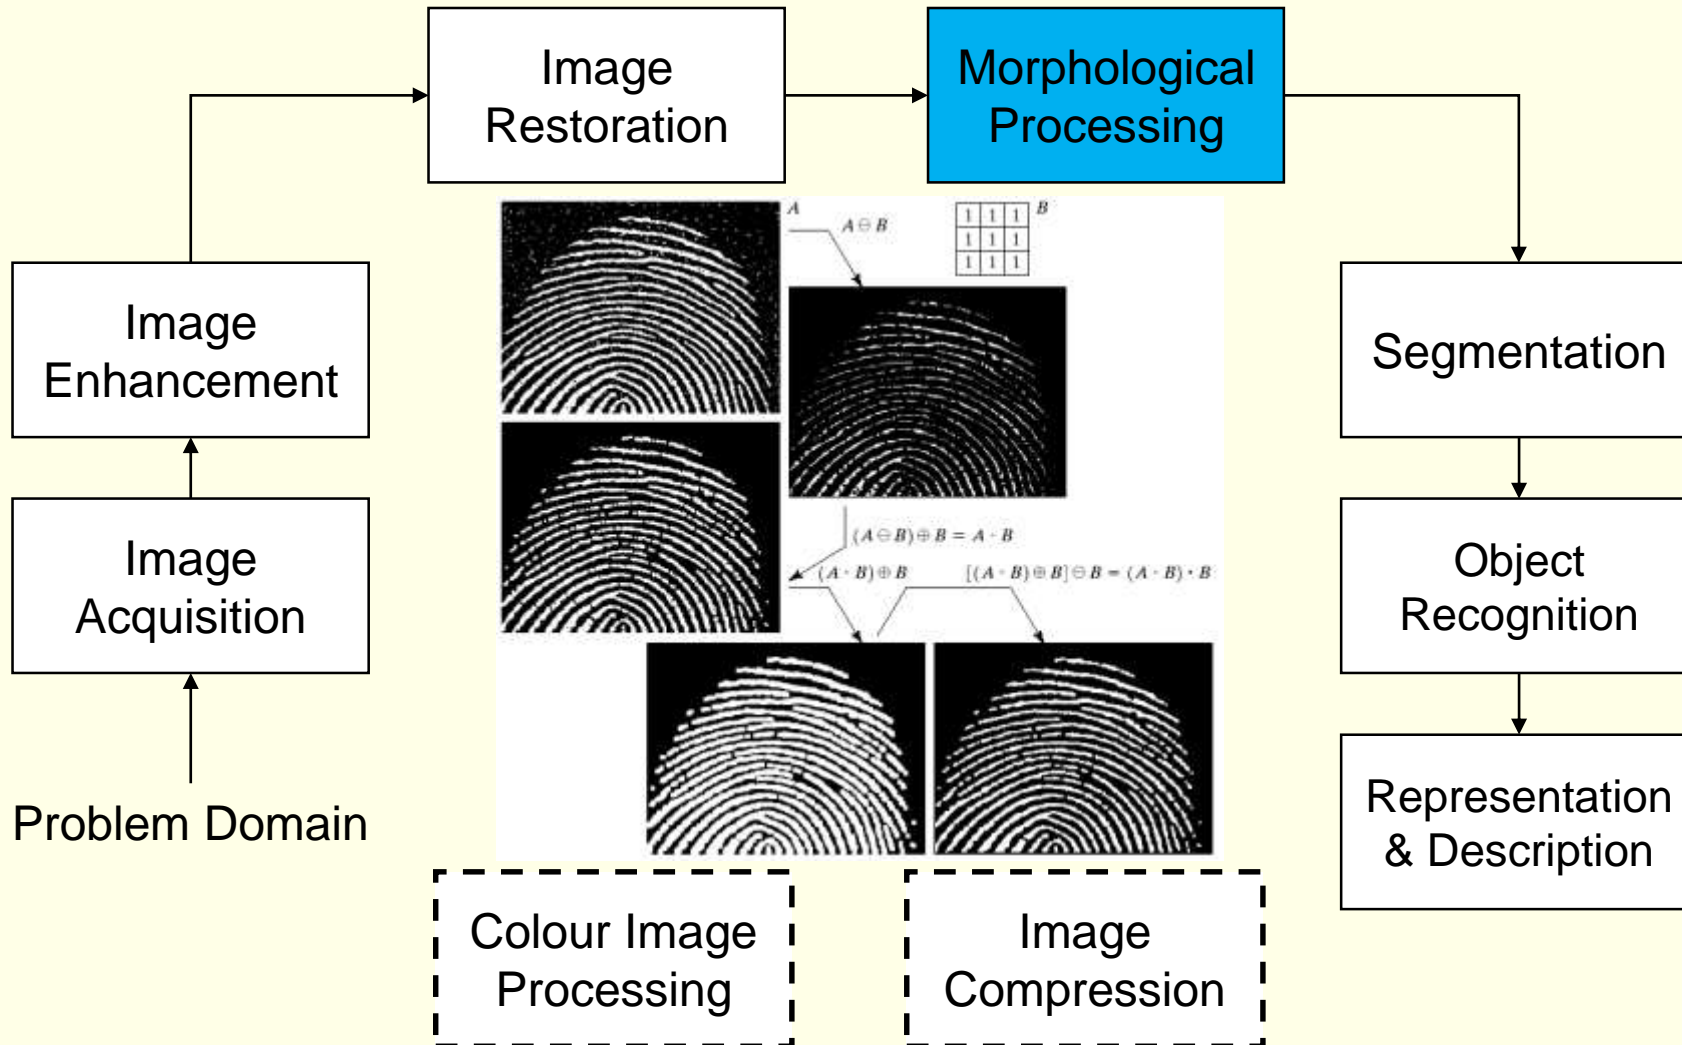 Image
Restoration
Morphological
Processing
A
A ⊖ B
1 1 1
1 1 1
1 1 1
B
Image
Enhancement
Segmentation
Image
Acquisition
(A ⊖ B) ⊕ B = A ∘ B
(A ∘ B) ⊕ B
[(A ∘ B) ⊕ B] ⊖ B = (A ∘ B) • B
Object
Recognition
Problem Domain
Representation
& Description
Colour Image
Processing
Image
Compression